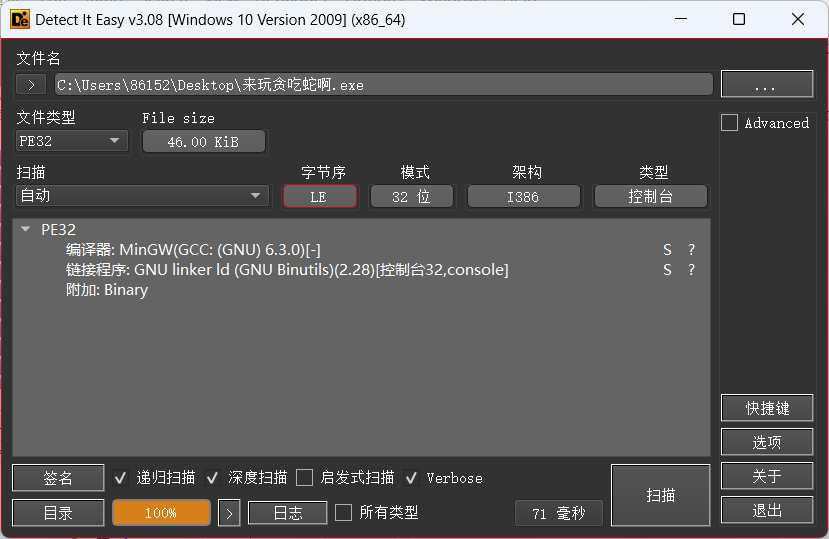 Detect It Easy v3.08 [Windows 10 Version 2009] (x86_64)
文件名
> C:\Users\86152\Desktop\来玩贪吃蛇啊.exe ...
文件类型 File size Advanced
PE32 46.00 KiB
扫描 字节序 模式 架构 类型
自动 LE 32 位 I386 控制台
PE32
编译器: MinGW(GCC: (GNU) 6.3.0)[-] S ?
链接程序: GNU linker ld (GNU Binutils)(2.28)[控制台32,console] S ?
附加: Binary
快捷键
选项
签名 递归扫描 深度扫描 启发式扫描 Verbose 扫描 关于
目录 100% > 日志 所有类型 71 毫秒 退出